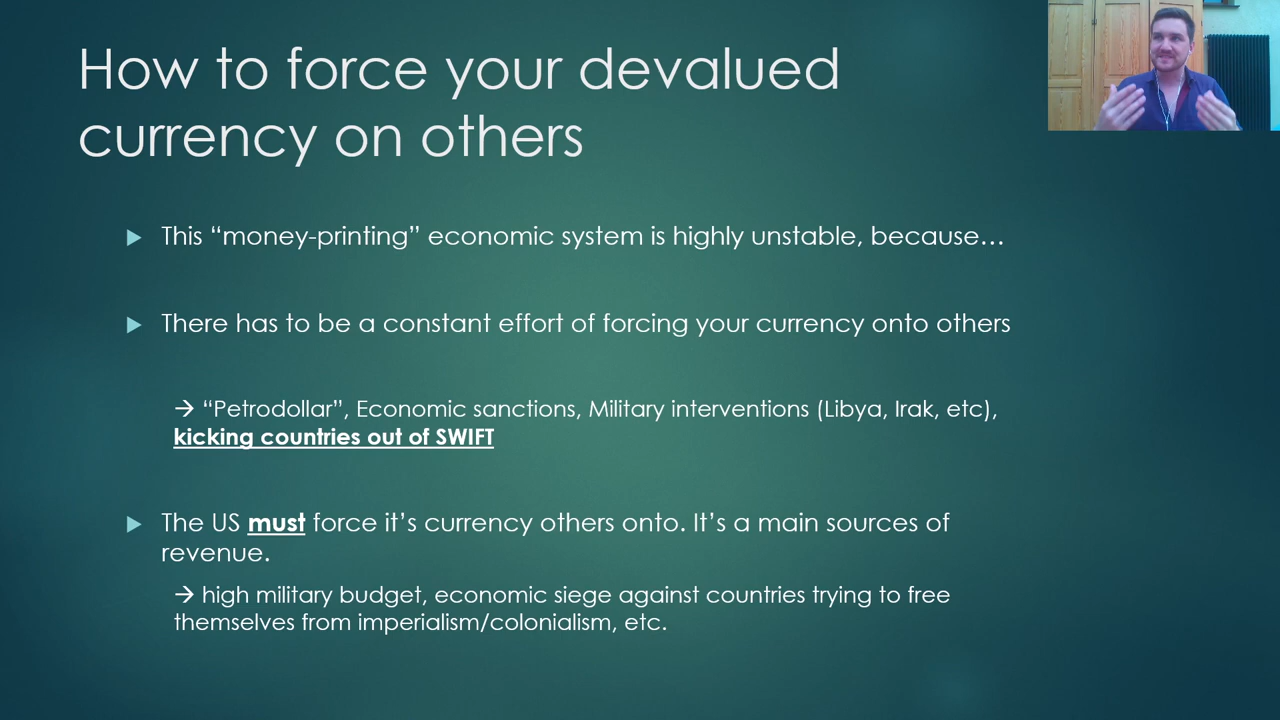 How to force your devalued
currency on others
This “money-printing” economic system is highly unstable, because…
There has to be a constant effort of forcing your currency onto others
→ “Petrodollar”, Economic sanctions, Military interventions (Libya, Irak, etc),
kicking countries out of SWIFT
The US must force it’s currency others onto. It’s a main sources of
revenue.
→ high military budget, economic siege against countries trying to free
themselves from imperialism/colonialism, etc.